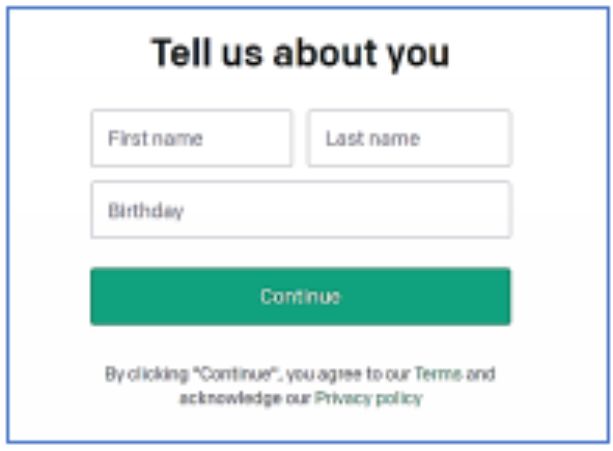 Tell us about you
First name
Last name
Birthday
Continue
By clicking "Continue", you agree to our Terms and
acknowledge our Privacy policy